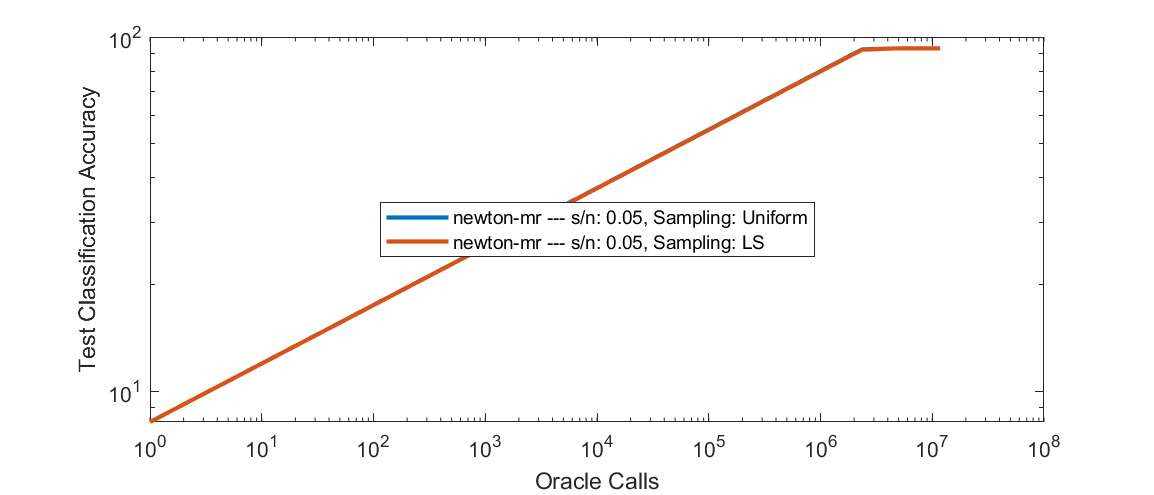 10^2
Test Classification Accuracy
newton-mr --- s/n: 0.05, Sampling: Uniform
newton-mr --- s/n: 0.05, Sampling: LS
10^1
10^0 10^1 10^2 10^3 10^4 10^5 10^6 10^7 10^8
Oracle Calls